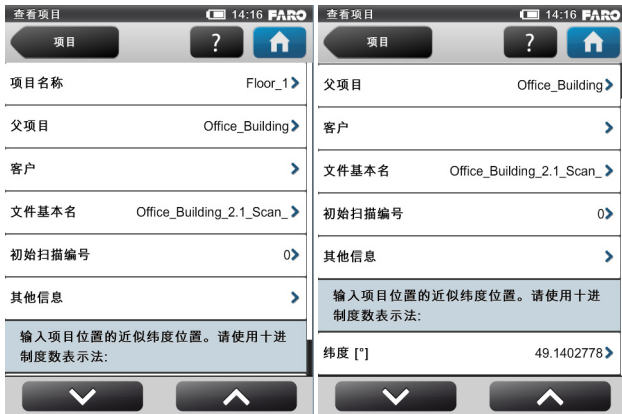 查看项目 14:16 FARO
项目 ?
项目名称 Floor_1
父项目 Office_Building
客户
文件基本名 Office_Building_2.1_Scan_
初始扫描编号 0
其他信息
输入项目位置的近似纬度位置。请使用十进
制度数表示法:
查看项目 14:16 FARO
项目 ?
父项目 Office_Building
客户
文件基本名 Office_Building_2.1_Scan_
初始扫描编号 0
其他信息
输入项目位置的近似纬度位置。请使用十进
制度数表示法:
纬度 [°] 49.1402778